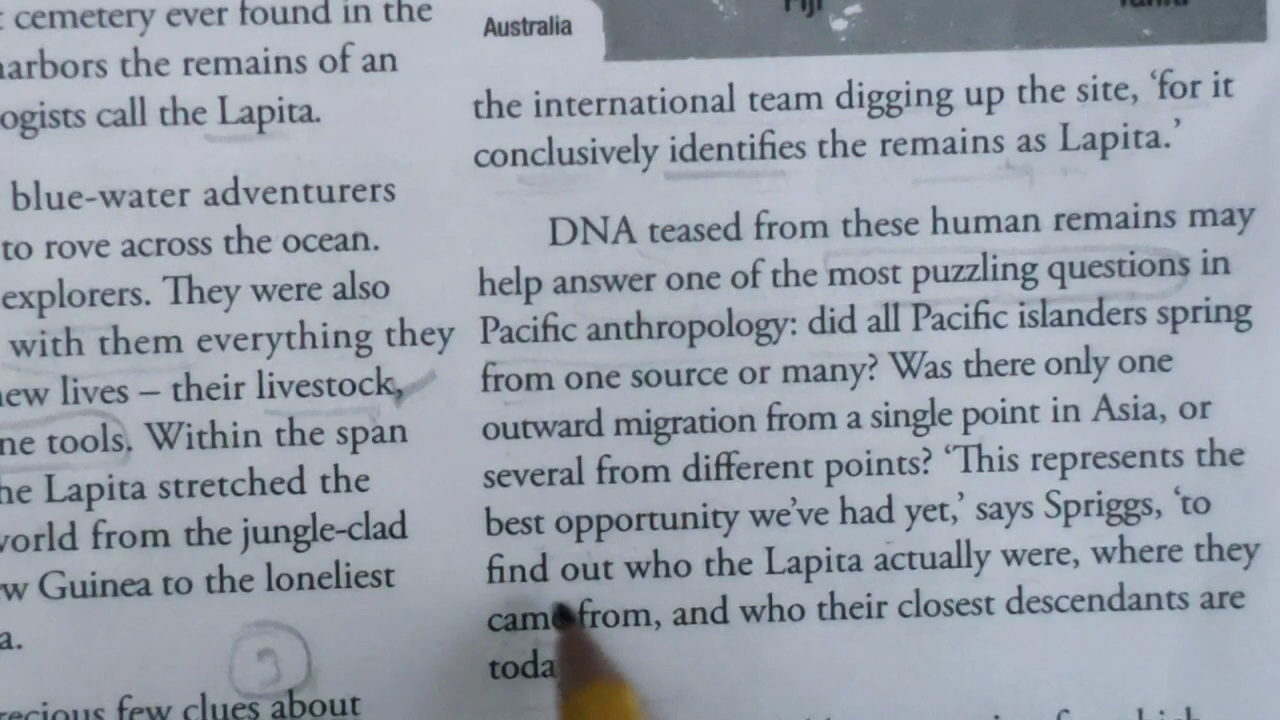 cemetery ever found in the
the remains of an
call the Lapita.
blue-water adventurers
to rove across the ocean.
explorers. They were also
with them everything they
lives – their livestock,
tools. Within the span
Lapita stretched the
from the jungle-clad
Guinea to the loneliest
3
few clues about
Australia
Fiji
the international team digging up the site, ‘for it
conclusively identifies the remains as Lapita.’
DNA teased from these human remains may
help answer one of the most puzzling questions in
Pacific anthropology: did all Pacific islanders spring
from one source or many? Was there only one
outward migration from a single point in Asia, or
several from different points? ‘This represents the
best opportunity we’ve had yet,’ says Spriggs, ‘to
find out who the Lapita actually were, where they
came from, and who their closest descendants are
toda